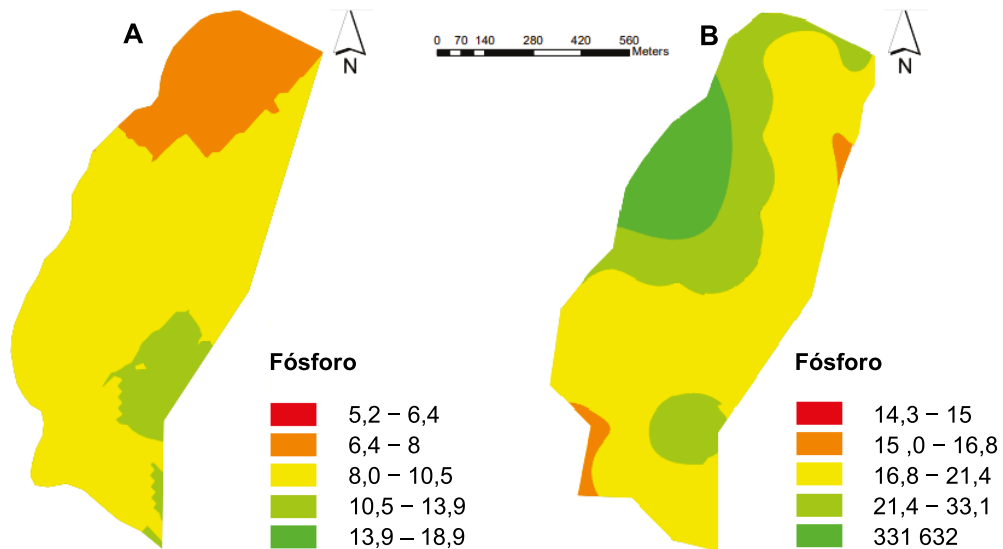 A
N
0 70 140 280 420 560
Meters
B
N
Fósforo
5,2 – 6,4
6,4 – 8
8,0 – 10,5
10,5 – 13,9
13,9 – 18,9
Fósforo
14,3 – 15
15 ,0 – 16,8
16,8 – 21,4
21,4 – 33,1
331 632